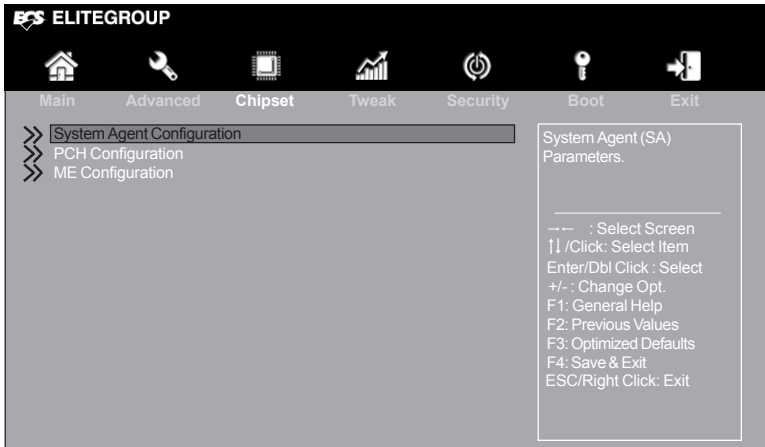 ECS ELITEGROUP
Main Advanced Chipset Tweak Security Boot Exit
System Agent Configuration
PCH Configuration
ME Configuration
System Agent (SA)
Parameters.
→← : Select Screen
↑↓ /Click: Select Item
Enter/Dbl Click : Select
+/- : Change Opt.
F1: General Help
F2: Previous Values
F3: Optimized Defaults
F4: Save & Exit
ESC/Right Click: Exit